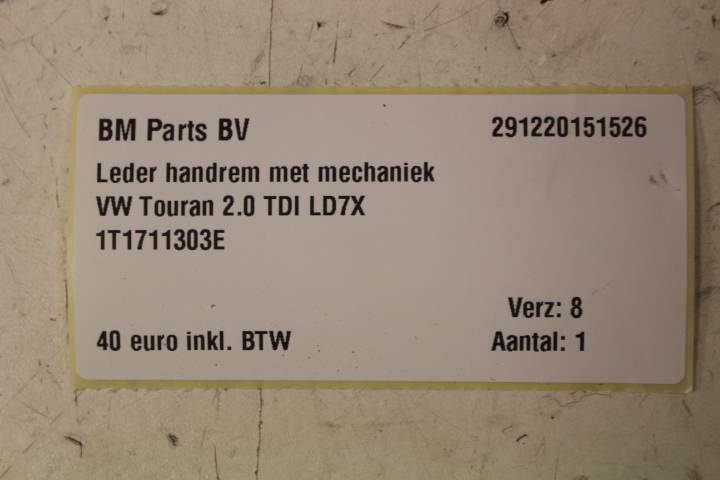 BM Parts BV 291220151526
Leder handrem met mechaniek
VW Touran 2.0 TDI LD7X
1T1711303E
Verz: 8
40 euro inkl. BTW Aantal: 1